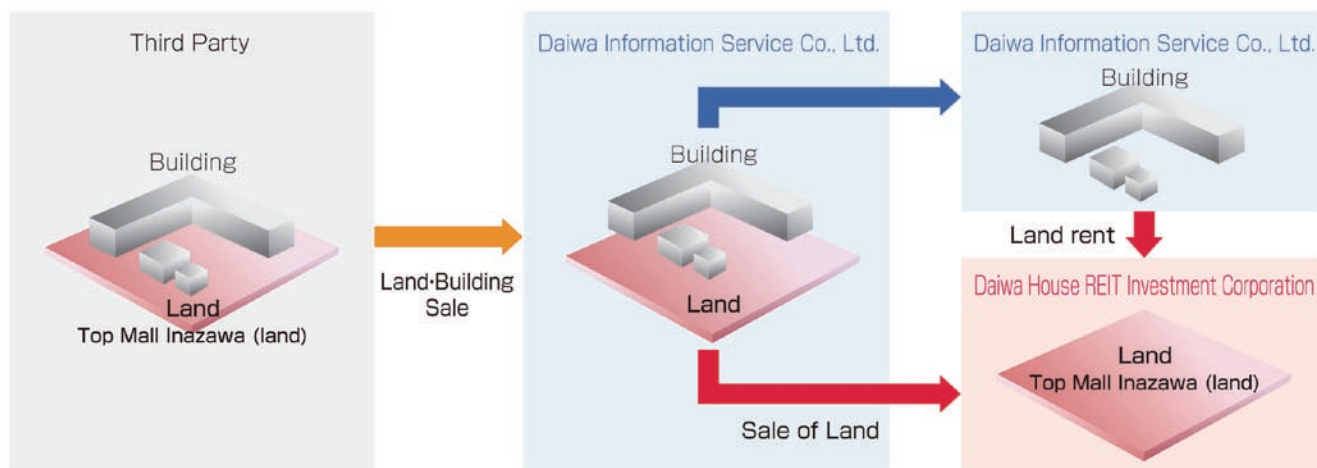 Third Party
Building
Land
Top Mall Inazawa (land)
Land·Building
Sale
Daiwa Information Service Co., Ltd.
Building
Land
Sale of Land
Daiwa Information Service Co., Ltd.
Building
Land rent
Daiwa House REIT Investment Corporation
Land
Top Mall Inazawa (land)